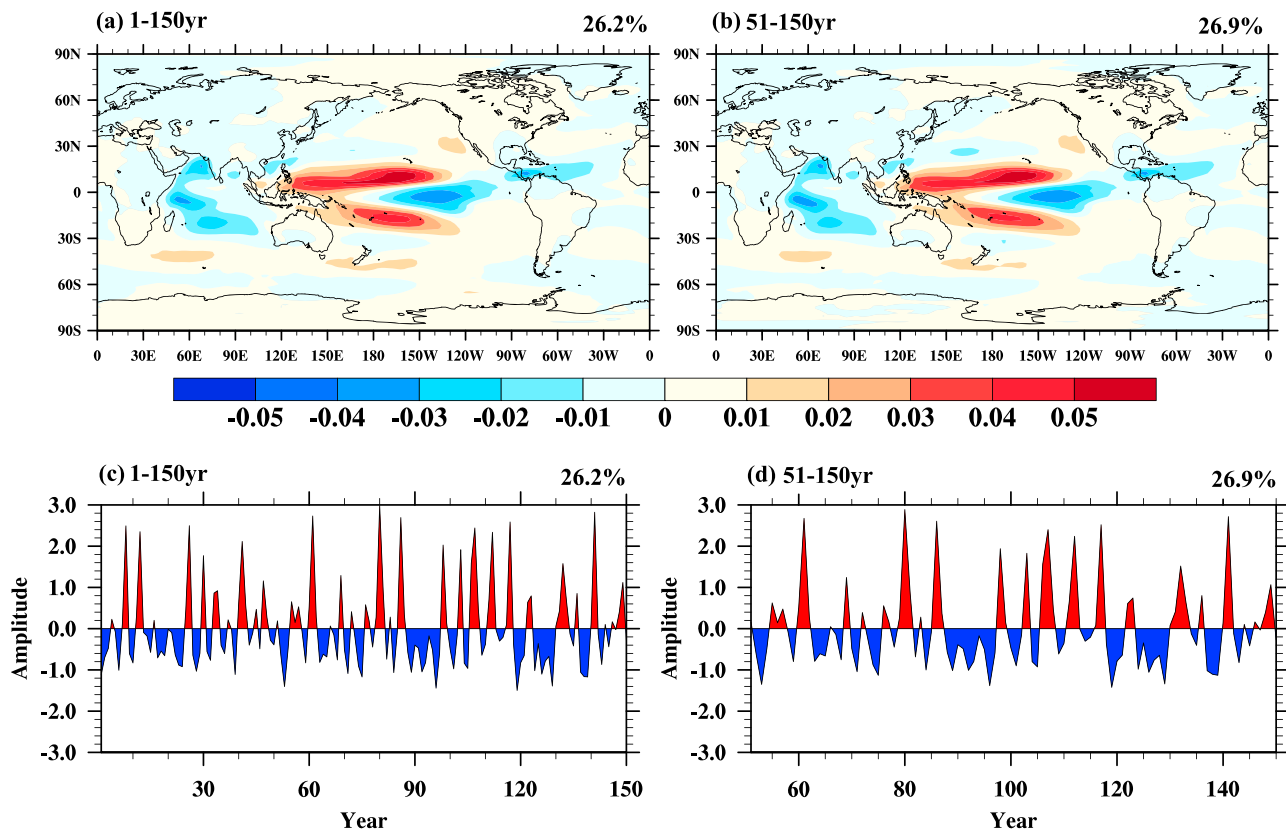 (a) 1-150yr 26.2% (b) 51-150yr 26.9%
90N 90N
60N 60N
30N 30N
0 0
30S 30S
60S 60S
90S 90S
0 30E 60E 90E 120E 150E 180 150W 120W 90W 60W 30W 0 0 30E 60E 90E 120E 150E 180 150W 120W 90W 60W 30W 0
-0.05 -0.04 -0.03 -0.02 -0.01 0 0.01 0.02 0.03 0.04 0.05
(c) 1-150yr 26.2% (d) 51-150yr 26.9%
3.0 3.0
2.0 2.0
1.0 1.0
0.0 0.0
-1.0 -1.0
-2.0 -2.0
-3.0 -3.0
Amplitude Amplitude
30 60 90 120 150 60 80 100 120 140
Year Year